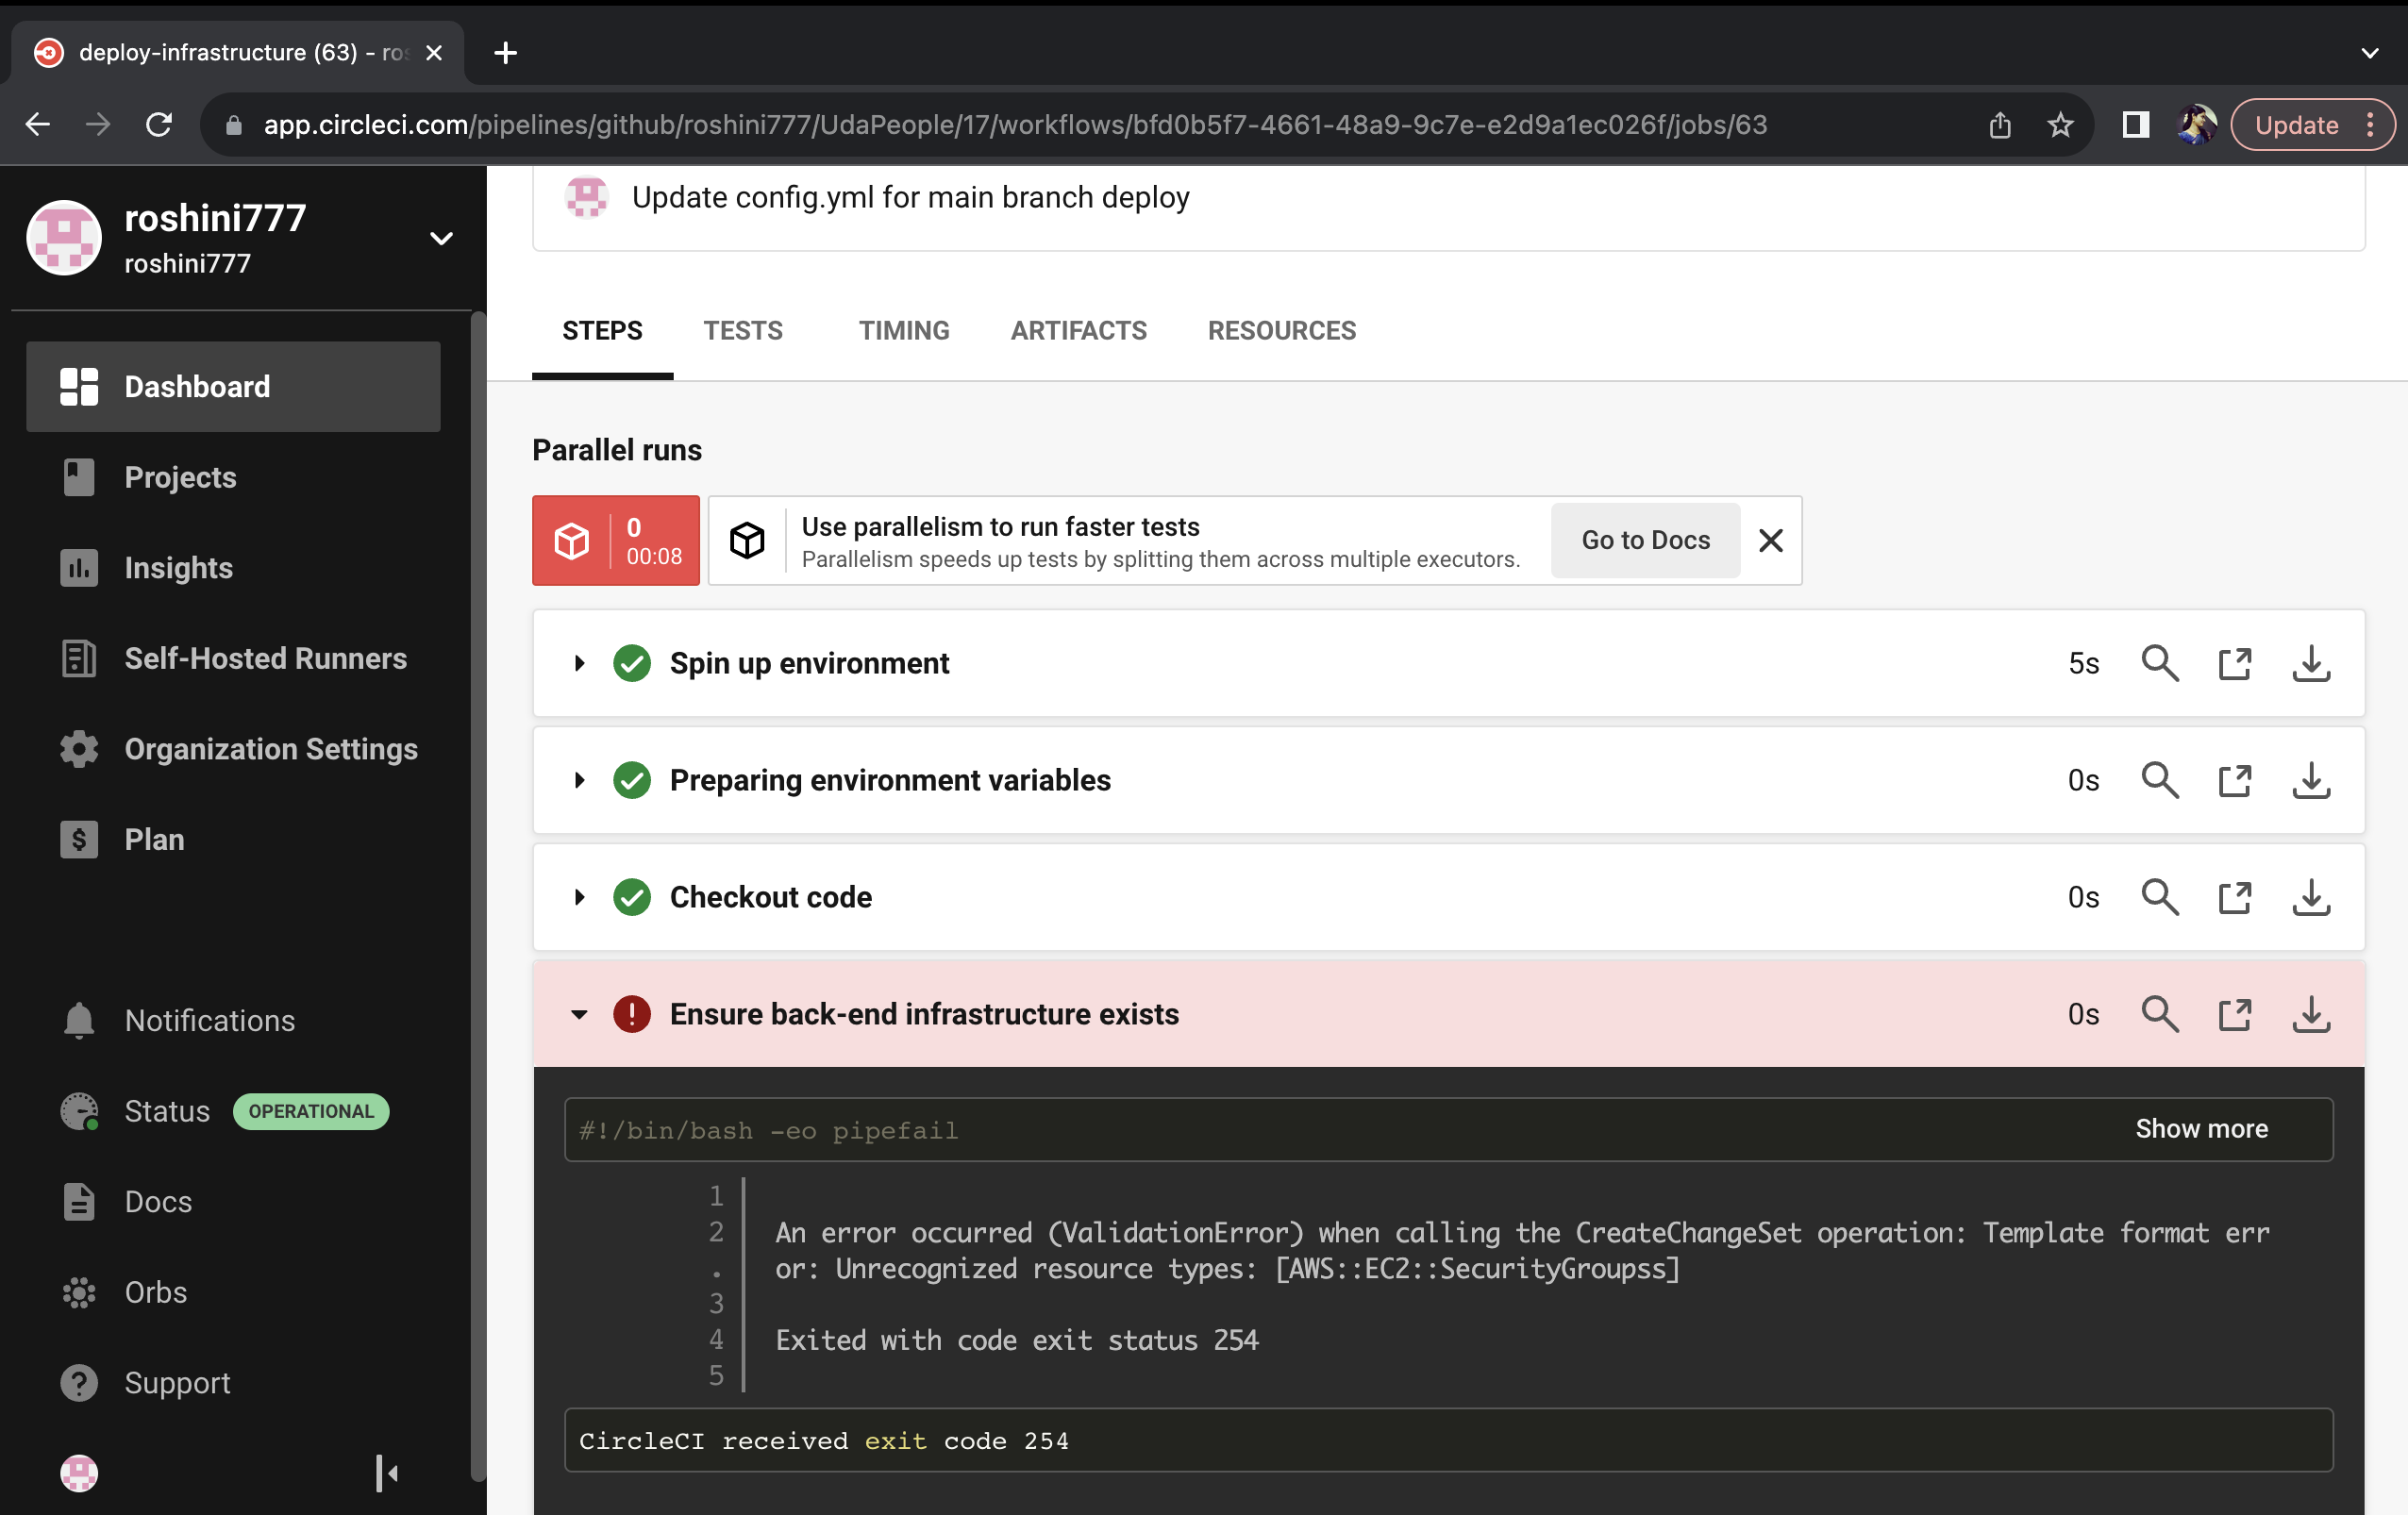 deploy-infrastructure (63) - ros
app.circleci.com/pipelines/github/roshini777/UdaPeople/17/workflows/bfd0b5f7-4661-48a9-9c7e-e2d9a1ec026f/jobs/63
Update
roshini777
roshini777
Dashboard
Projects
Insights
Self-Hosted Runners
Organization Settings
Plan
Notifications
Status OPERATIONAL
Docs
Orbs
Support
Update config.yml for main branch deploy
STEPS TESTS TIMING ARTIFACTS RESOURCES
Parallel runs
0
00:08
Use parallelism to run faster tests
Parallelism speeds up tests by splitting them across multiple executors.
Go to Docs
Spin up environment 5s
Preparing environment variables 0s
Checkout code 0s
Ensure back-end infrastructure exists 0s
#!/bin/bash -eo pipefail Show more
1
2 An error occurred (ValidationError) when calling the CreateChangeSet operation: Template format err
. or: Unrecognized resource types: [AWS::EC2::SecurityGroupss]
3
4 Exited with code exit status 254
5
CircleCI received exit code 254